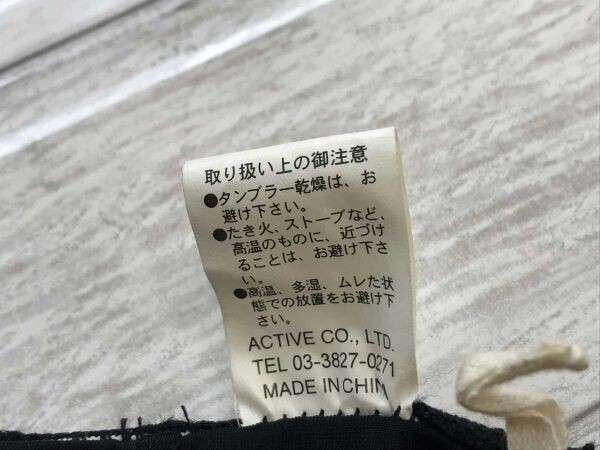 取り扱い上の御注意
●タンブラー乾燥は、お
避け下さい。
●たき火、ストーブなど、
高温のものに、近づけ
ることは、お避け下さ
い。
●高温、多湿、ムレた状
態での放置をお避け下
さい。
ACTIVE CO., LTD.
TEL 03-3827-0271
MADE IN CHINA